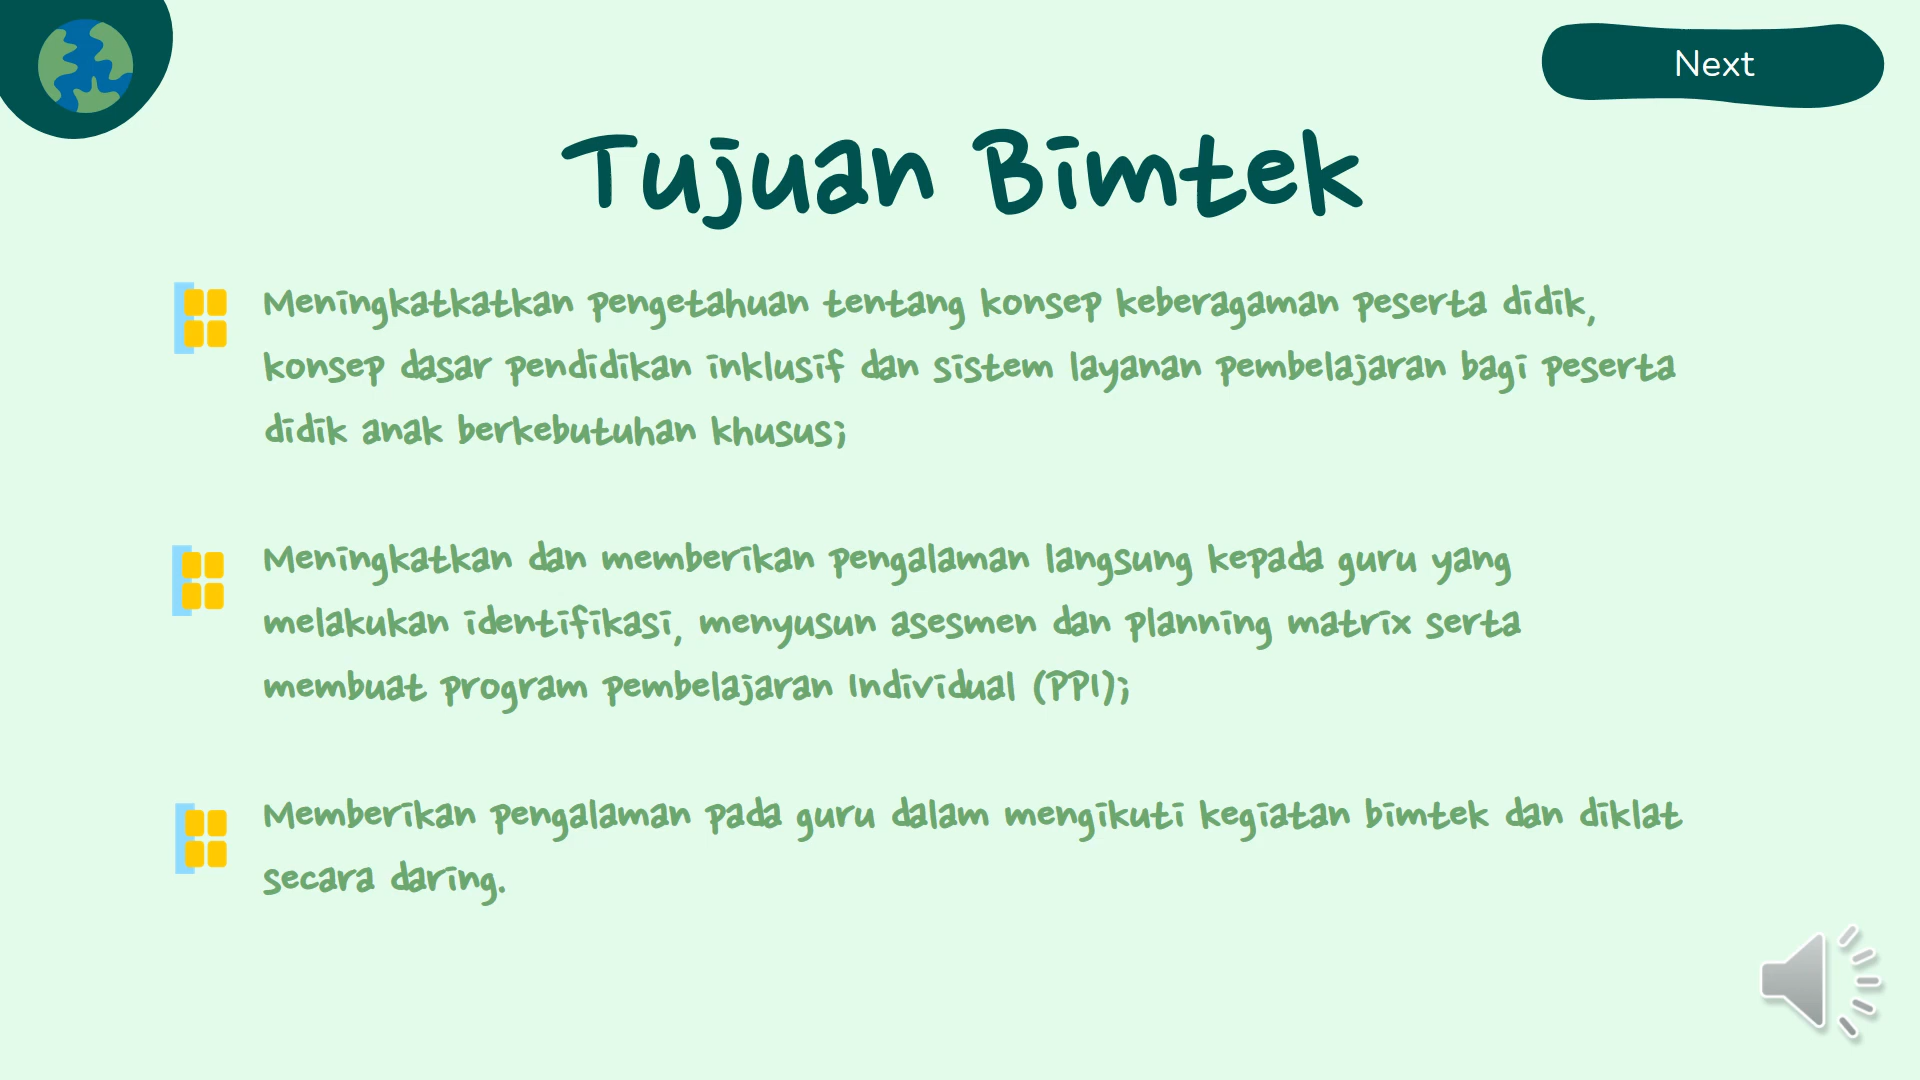 Next
Tujuan Bimtek
Meningkatkatkan pengetahuan tentang konsep keberagaman peserta didik,
konsep dasar pendidikan inklusif dan sistem layanan pembelajaran bagi peserta
didik anak berkebutuhan khusus;
Meningkatkan dan memberikan pengalaman langsung kepada guru yang
melakukan identifikasi, menyusun asesmen dan planning matrix serta
membuat program pembelajaran Individual (PPI);
Memberikan pengalaman pada guru dalam mengikuti kegiatan bimtek dan diklat
secara daring.